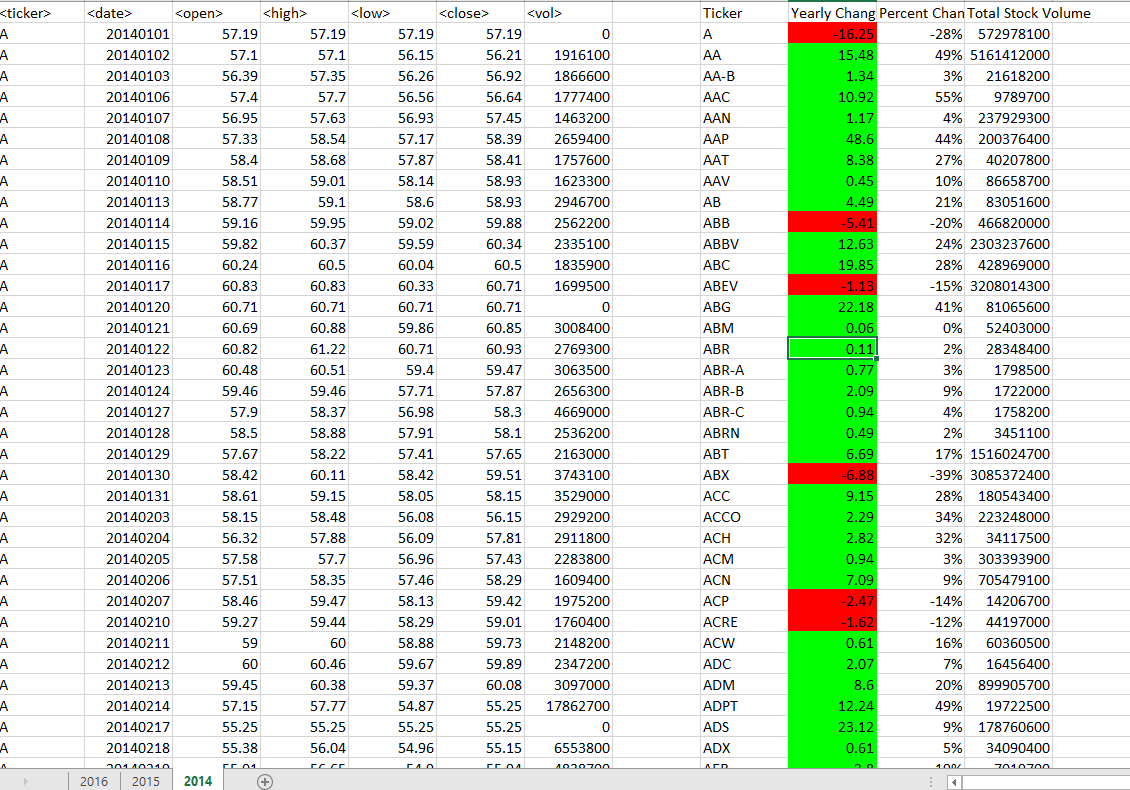 <ticker> <date> <open> <high> <low> <close> <vol> Ticker Yearly Chang Percent Chan Total Stock Volume
A 20140101 57.19 57.19 57.19 57.19 0 A -16.25 -28% 572978100
A 20140102 57.1 57.1 56.15 56.21 1916100 AA 15.48 49% 5161412000
A 20140103 56.39 57.35 56.26 56.92 1866600 AA-B 1.34 3% 21618200
A 20140106 57.4 57.7 56.56 56.64 1777400 AAC 10.92 55% 9789700
A 20140107 56.95 57.63 56.93 57.45 1463200 AAN 1.17 4% 237929300
A 20140108 57.33 58.54 57.17 58.39 2659400 AAP 48.6 44% 200376400
A 20140109 58.4 58.68 57.87 58.41 1757600 AAT 8.38 27% 40207800
A 20140110 58.51 59.01 58.14 58.93 1623300 AAV 0.45 10% 86658700
A 20140113 58.77 59.1 58.6 58.93 2946700 AB 4.49 21% 83051600
A 20140114 59.16 59.95 59.02 59.88 2562200 ABB -5.41 -20% 466820000
A 20140115 59.82 60.37 59.59 60.34 2335100 ABBV 12.63 24% 2303237600
A 20140116 60.24 60.5 60.04 60.5 1835900 ABC 19.85 28% 428969000
A 20140117 60.83 60.83 60.33 60.71 1699500 ABEV -1.13 -15% 3208014300
A 20140120 60.71 60.71 60.71 60.71 0 ABG 22.18 41% 81065600
A 20140121 60.69 60.88 59.86 60.85 3008400 ABM 0.06 0% 52403000
A 20140122 60.82 61.22 60.71 60.93 2769300 ABR 0.11 2% 28348400
A 20140123 60.48 60.51 59.4 59.47 3063500 ABR-A 0.77 3% 1798500
A 20140124 59.46 59.46 57.71 57.87 2656300 ABR-B 2.09 9% 1722000
A 20140127 57.9 58.37 56.98 58.3 4669000 ABR-C 0.94 4% 1758200
A 20140128 58.5 58.88 57.91 58.1 2536200 ABRN 0.49 2% 3451100
A 20140129 57.67 58.22 57.41 57.65 2163000 ABT 6.69 17% 1516024700
A 20140130 58.42 60.11 58.42 59.51 3743100 ABX -6.88 -39% 3085372400
A 20140131 58.61 59.15 58.05 58.15 3529000 ACC 9.15 28% 180543400
A 20140203 58.15 58.48 56.08 56.15 2929200 ACCO 2.29 34% 223248000
A 20140204 56.32 57.88 56.09 57.81 2911800 ACH 2.82 32% 34117500
A 20140205 57.58 57.7 56.96 57.43 2283800 ACM 0.94 3% 303393900
A 20140206 57.51 58.35 57.46 58.29 1609400 ACN 7.09 9% 705479100
A 20140207 58.46 59.47 58.13 59.42 1975200 ACP -2.47 -14% 14206700
A 20140210 59.27 59.44 58.29 59.01 1760400 ACRE -1.62 -12% 44197000
A 20140211 59 60 58.88 59.73 2148200 ACW 0.61 16% 60360500
A 20140212 60 60.46 59.67 59.89 2347200 ADC 2.07 7% 16456400
A 20140213 59.45 60.38 59.37 60.08 3097000 ADM 8.6 20% 899905700
A 20140214 57.15 57.77 54.87 55.25 17862700 ADPT 12.24 49% 19722500
A 20140217 55.25 55.25 55.25 55.25 0 ADS 23.12 9% 178760600
A 20140218 55.38 56.04 54.96 55.15 6553800 ADX 0.61 5% 34090400
2016 2015 2014